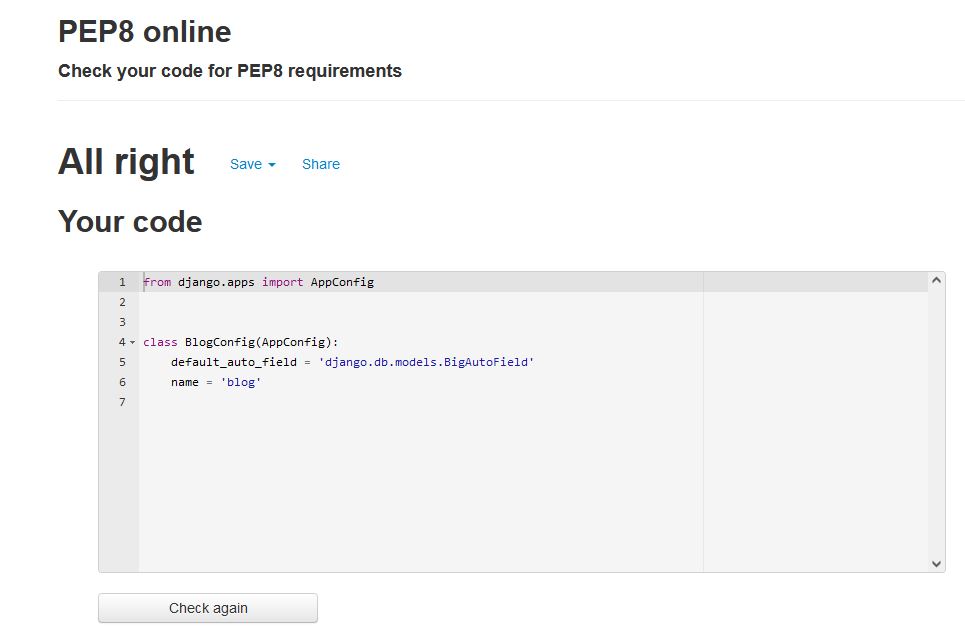 PEP8 online
Check your code for PEP8 requirements
All right Save Share
Your code
1 from django.apps import AppConfig
2
3
4 class BlogConfig(AppConfig):
5     default_auto_field = 'django.db.models.BigAutoField'
6     name = 'blog'
7
Check again